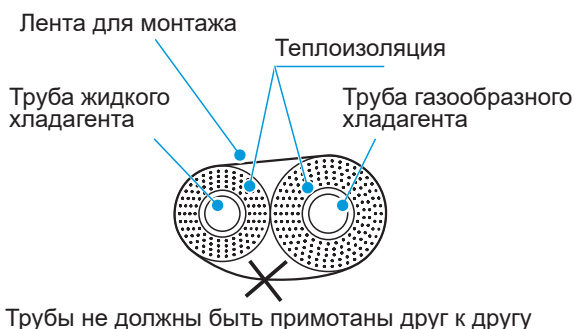 Лента для монтажа
Теплоизоляция
Труба жидкого
хладагента
Труба газообразного
хладагента
Трубы не должны быть примотаны друг к другу